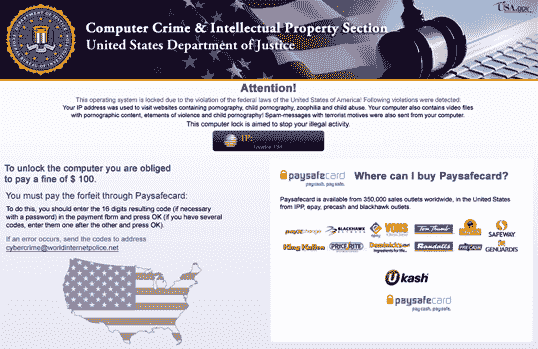 USA.gov
Computer Crime & Intellectual Property Section
United States Department of Justice
Attention!
This operating system is locked due to the violation of the federal laws of the United States of America! Following violations were detected:
Your IP address was used to visit websites containing pornography, child pornography, zoophilia and child abuse. Your computer also contains video files
with pornographic content, elements of violence and child pornography! Spam-messages with terrorist motives were also sent from your computer.
This computer lock is aimed to stop your illegal activity.
IP:
To unlock the computer you are obliged
to pay a fine of $ 100.
You must pay the forfeit through Paysafecard:
To do this, you should enter the 16 digits resulting code (if necessary
with a password) in the payment form and press OK (if you have several
codes, enter them one after the other and press OK).
If an error occurs, send the codes to address
cybercrime@worldinternetpolice.net
paysafecard
pay cash. pay safe.
Where can I buy Paysafecard?
Paysafecard is available from 350,000 sales outlets worldwide, in the United States
from IPP, epay, precash and blackhawk outlets.
BLACKHAWK
NETWORK
VONS
Tom Thumb
SAFEWAY
King Kullen
PRICE RITE
Dominick's
Randalls
PRECASH
GENUARDI'S
Ukash
paysafecard
pay cash. pay safe.